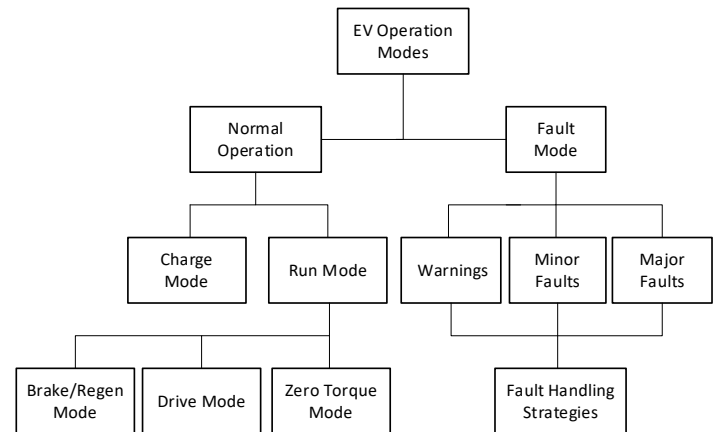 EV Operation
Modes
Normal
Operation
Fault
Mode
Charge
Mode
Run Mode
Warnings
Minor
Faults
Major
Faults
Brake/Regen
Mode
Drive Mode
Zero Torque
Mode
Fault Handling
Strategies